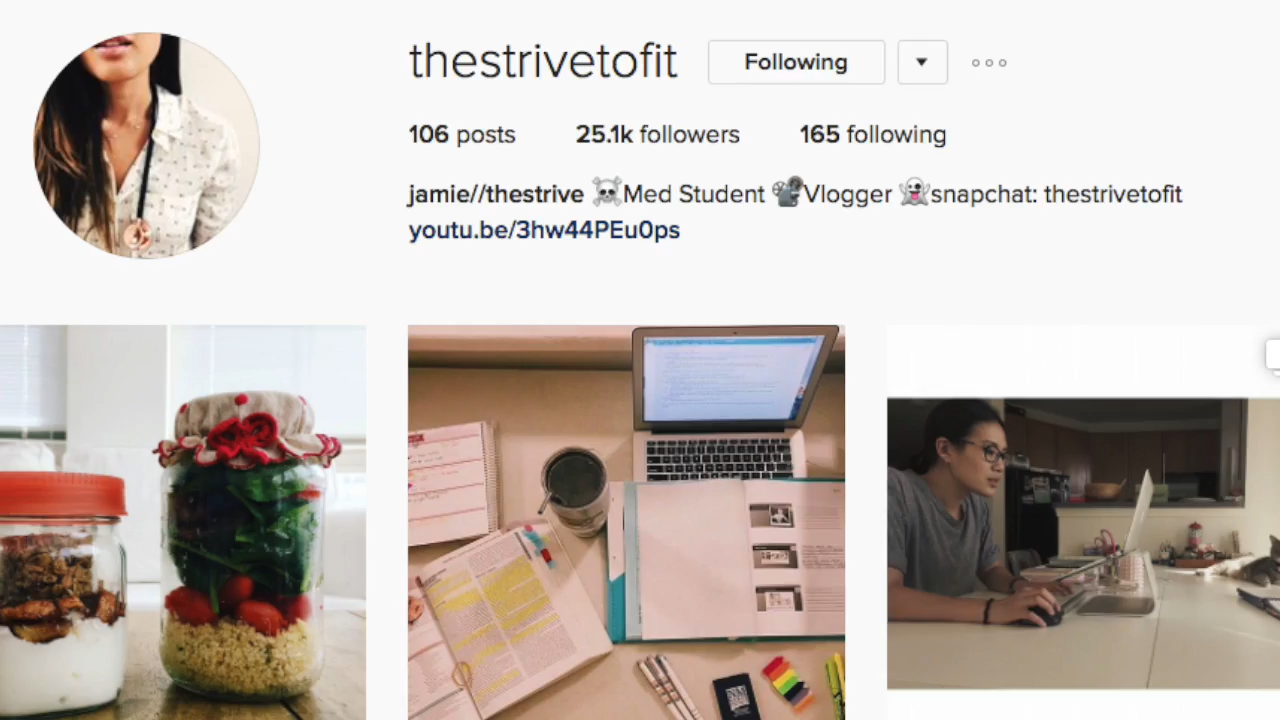 thestrivetofit Following
106 posts 25.1k followers 165 following
jamie//thestrive ☠Med Student 📽Vlogger 👻snapchat: thestrivetofit
youtu.be/3hw44PEu0ps